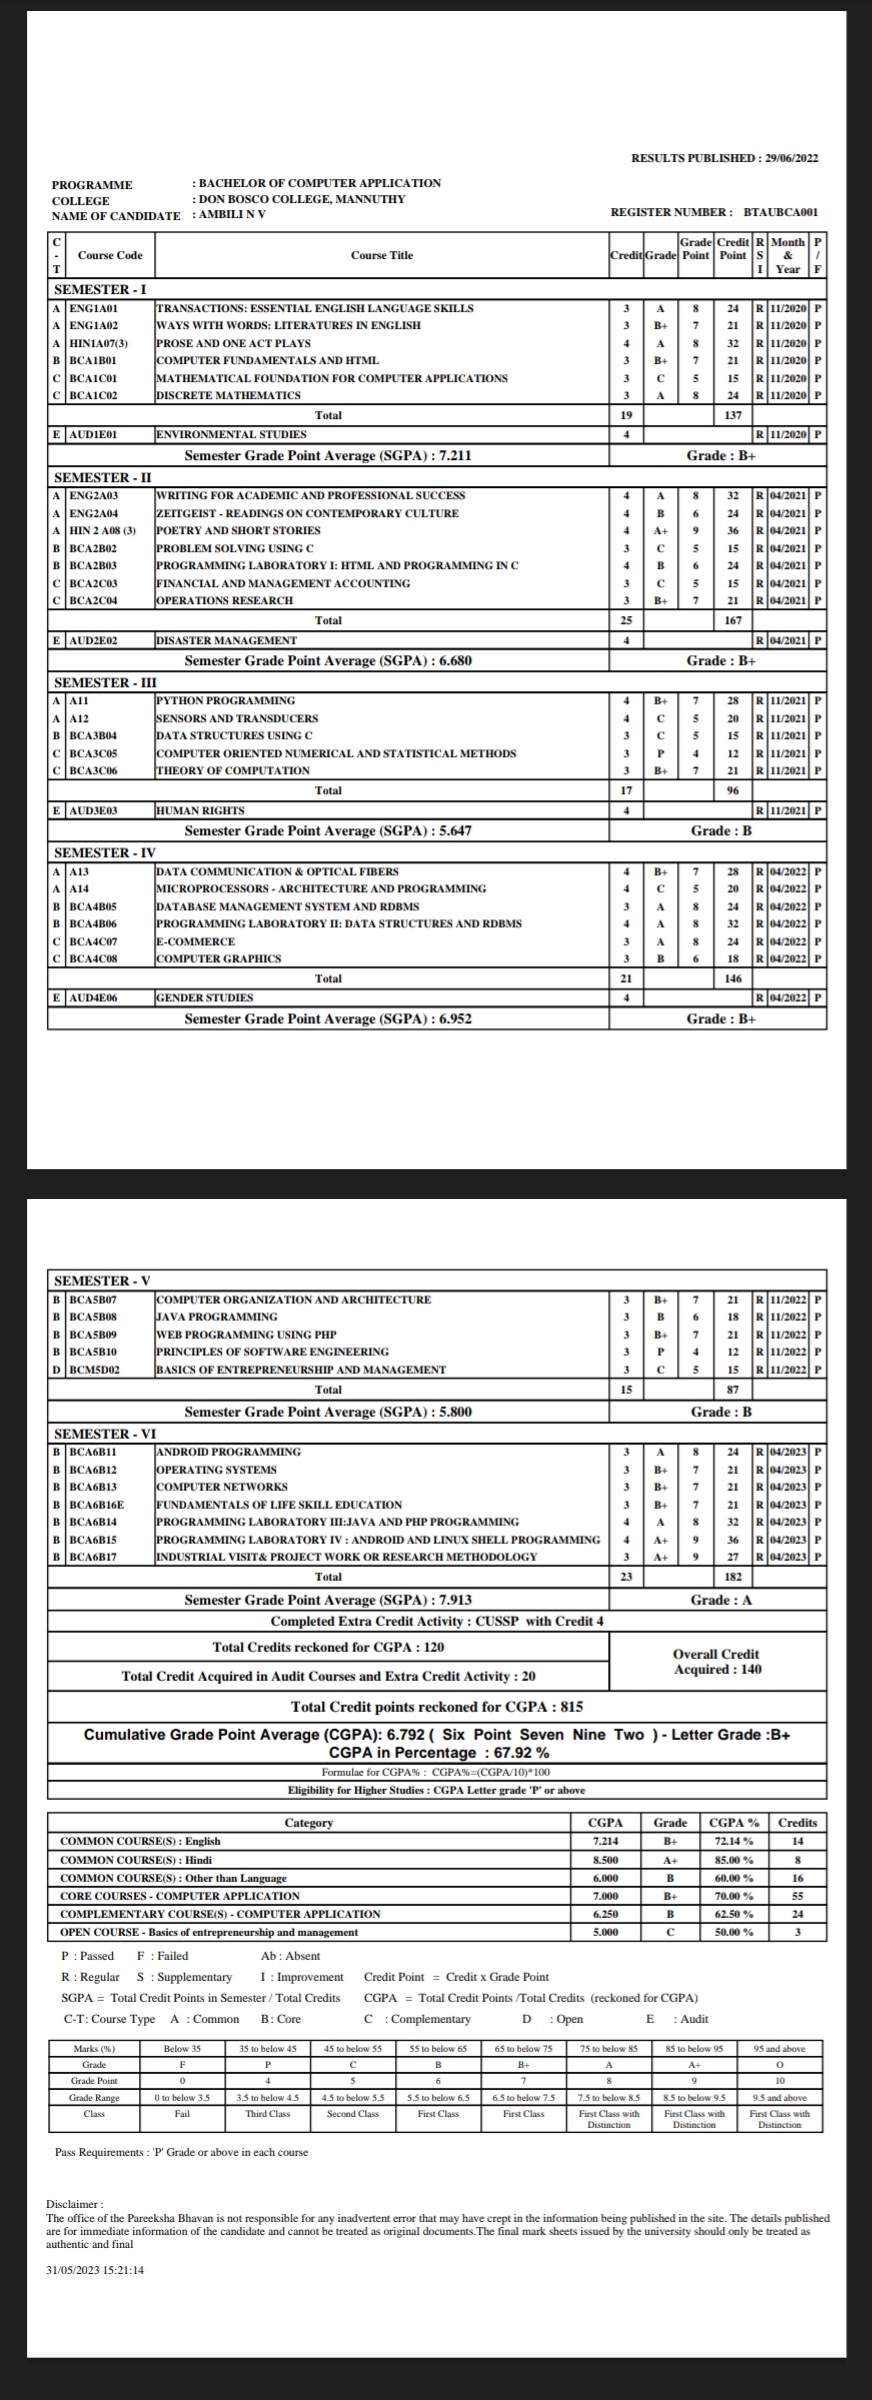 RESULTS PUBLISHED : 29/06/2022
PROGRAMME : BACHELOR OF COMPUTER APPLICATION
COLLEGE : DON BOSCO COLLEGE, MANNUTHY
NAME OF CANDIDATE : AMBILI N V REGISTER NUMBER : BTAUBCA001
C - T Course Code Course Title Credit Grade Grade Point Credit Point R S I Month & Year P / F
SEMESTER - I
A ENG1A01 TRANSACTIONS: ESSENTIAL ENGLISH LANGUAGE SKILLS 3 A 8 24 R 11/2020 P
A ENG1A02 WAYS WITH WORDS: LITERATURES IN ENGLISH 3 B+ 7 21 R 11/2020 P
A HIN1A07(3) PROSE AND ONE ACT PLAYS 4 A 8 32 R 11/2020 P
B BCA1B01 COMPUTER FUNDAMENTALS AND HTML 3 B+ 7 21 R 11/2020 P
C BCA1C01 MATHEMATICAL FOUNDATION FOR COMPUTER APPLICATIONS 3 C 5 15 R 11/2020 P
C BCA1C02 DISCRETE MATHEMATICS 3 A 8 24 R 11/2020 P
Total 19 137
E AUD1E01 ENVIRONMENTAL STUDIES 4 R 11/2020 P
Semester Grade Point Average (SGPA) : 7.211 Grade : B+
SEMESTER - II
A ENG2A03 WRITING FOR ACADEMIC AND PROFESSIONAL SUCCESS 4 A 8 32 R 04/2021 P
A ENG2A04 ZEITGEIST - READINGS ON CONTEMPORARY CULTURE 4 B 6 24 R 04/2021 P
A HIN 2 A08 (3) POETRY AND SHORT STORIES 4 A+ 9 36 R 04/2021 P
B BCA2B02 PROBLEM SOLVING USING C 3 C 5 15 R 04/2021 P
B BCA2B03 PROGRAMMING LABORATORY I: HTML AND PROGRAMMING IN C 4 B 6 24 R 04/2021 P
C BCA2C03 FINANCIAL AND MANAGEMENT ACCOUNTING 3 C 5 15 R 04/2021 P
C BCA2C04 OPERATIONS RESEARCH 3 B+ 7 21 R 04/2021 P
Total 25 167
E AUD2E02 DISASTER MANAGEMENT 4 R 04/2021 P
Semester Grade Point Average (SGPA) : 6.680 Grade : B+
SEMESTER - III
A A11 PYTHON PROGRAMMING 4 B+ 7 28 R 11/2021 P
A A12 SENSORS AND TRANSDUCERS 4 C 5 20 R 11/2021 P
B BCA3B04 DATA STRUCTURES USING C 3 C 5 15 R 11/2021 P
C BCA3C05 COMPUTER ORIENTED NUMERICAL AND STATISTICAL METHODS 3 P 4 12 R 11/2021 P
C BCA3C06 THEORY OF COMPUTATION 3 B+ 7 21 R 11/2021 P
Total 17 96
E AUD3E03 HUMAN RIGHTS 4 R 11/2021 P
Semester Grade Point Average (SGPA) : 5.647 Grade : B
SEMESTER - IV
A A13 DATA COMMUNICATION & OPTICAL FIBERS 4 B+ 7 28 R 04/2022 P
A A14 MICROPROCESSORS - ARCHITECTURE AND PROGRAMMING 4 C 5 20 R 04/2022 P
B BCA4B05 DATABASE MANAGEMENT SYSTEM AND RDBMS 3 A 8 24 R 04/2022 P
B BCA4B06 PROGRAMMING LABORATORY II: DATA STRUCTURES AND RDBMS 4 A 8 32 R 04/2022 P
C BCA4C07 E-COMMERCE 3 A 8 24 R 04/2022 P
C BCA4C08 COMPUTER GRAPHICS 3 B 6 18 R 04/2022 P
Total 21 146
E AUD4E06 GENDER STUDIES 4 R 04/2022 P
Semester Grade Point Average (SGPA) : 6.952 Grade : B+
SEMESTER - V
B BCA5B07 COMPUTER ORGANIZATION AND ARCHITECTURE 3 B+ 7 21 R 11/2022 P
B BCA5B08 JAVA PROGRAMMING 3 B 6 18 R 11/2022 P
B BCA5B09 WEB PROGRAMMING USING PHP 3 B+ 7 21 R 11/2022 P
B BCA5B10 PRINCIPLES OF SOFTWARE ENGINEERING 3 P 4 12 R 11/2022 P
D BCM5D02 BASICS OF ENTREPRENEURSHIP AND MANAGEMENT 3 C 5 15 R 11/2022 P
Total 15 87
Semester Grade Point Average (SGPA) : 5.800 Grade : B
SEMESTER - VI
B BCA6B11 ANDROID PROGRAMMING 3 A 8 24 R 04/2023 P
B BCA6B12 OPERATING SYSTEMS 3 B+ 7 21 R 04/2023 P
B BCA6B13 COMPUTER NETWORKS 3 B+ 7 21 R 04/2023 P
B BCA6B16E FUNDAMENTALS OF LIFE SKILL EDUCATION 3 B+ 7 21 R 04/2023 P
B BCA6B14 PROGRAMMING LABORATORY III:JAVA AND PHP PROGRAMMING 4 A 8 32 R 04/2023 P
B BCA6B15 PROGRAMMING LABORATORY IV : ANDROID AND LINUX SHELL PROGRAMMING 4 A+ 9 36 R 04/2023 P
B BCA6B17 INDUSTRIAL VISIT& PROJECT WORK OR RESEARCH METHODOLOGY 3 A+ 9 27 R 04/2023 P
Total 23 182
Semester Grade Point Average (SGPA) : 7.913 Grade : A
Completed Extra Credit Activity : CUSSP with Credit 4
Total Credits reckoned for CGPA : 120
Total Credit Acquired in Audit Courses and Extra Credit Activity : 20
Overall Credit
Acquired : 140
Total Credit points reckoned for CGPA : 815
Cumulative Grade Point Average (CGPA): 6.792 ( Six Point Seven Nine Two ) - Letter Grade :B+
CGPA in Percentage : 67.92 %
Formulae for CGPA% : CGPA%=(CGPA/10)*100
Eligibility for Higher Studies : CGPA Letter grade 'P' or above
Category CGPA Grade CGPA % Credits
COMMON COURSE(S) : English 7.214 B+ 72.14 % 14
COMMON COURSE(S) : Hindi 8.500 A+ 85.00 % 8
COMMON COURSE(S) : Other than Language 6.000 B 60.00 % 16
CORE COURSES - COMPUTER APPLICATION 7.000 B+ 70.00 % 55
COMPLEMENTARY COURSE(S) - COMPUTER APPLICATION 6.250 B 62.50 % 24
OPEN COURSE - Basics of entrepreneurship and management 5.000 C 50.00 % 3
P : Passed F : Failed Ab : Absent
R : Regular S : Supplementary I : Improvement Credit Point = Credit x Grade Point
SGPA = Total Credit Points in Semester / Total Credits CGPA = Total Credit Points /Total Credits (reckoned for CGPA)
C-T: Course Type A : Common B : Core C : Complementary D : Open E : Audit
Marks (%) Below 35 35 to below 45 45 to below 55 55 to below 65 65 to below 75 75 to below 85 85 to below 95 95 and above
Grade F P C B B+ A A+ O
Grade Point 0 4 5 6 7 8 9 10
Grade Range 0 to below 3.5 3.5 to below 4.5 4.5 to below 5.5 5.5 to below 6.5 6.5 to below 7.5 7.5 to below 8.5 8.5 to below 9.5 9.5 and above
Class Fail Third Class Second Class First Class First Class First Class with Distinction First Class with Distinction First Class with Distinction
Pass Requirements : 'P' Grade or above in each course
Disclaimer :
The office of the Pareeksha Bhavan is not responsible for any inadvertent error that may have crept in the information being published in the site. The details published
are for immediate information of the candidate and cannot be treated as original documents.The final mark sheets issued by the university should only be treated as
authentic and final
31/05/2023 15:21:14